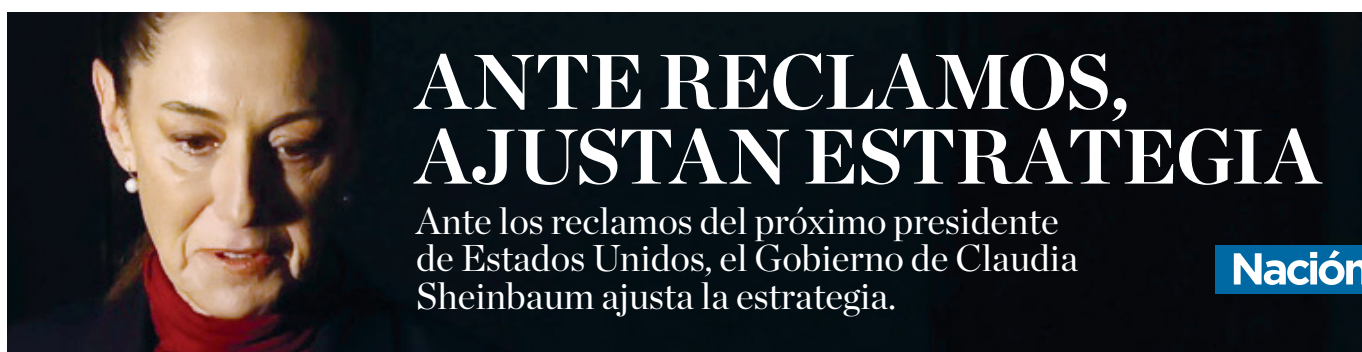 ANTE RECLAMOS,
AJUSTAN ESTRATEGIA
Ante los reclamos del próximo presidente
de Estados Unidos, el Gobierno de Claudia
Sheinbaum ajusta la estrategia.
Nación